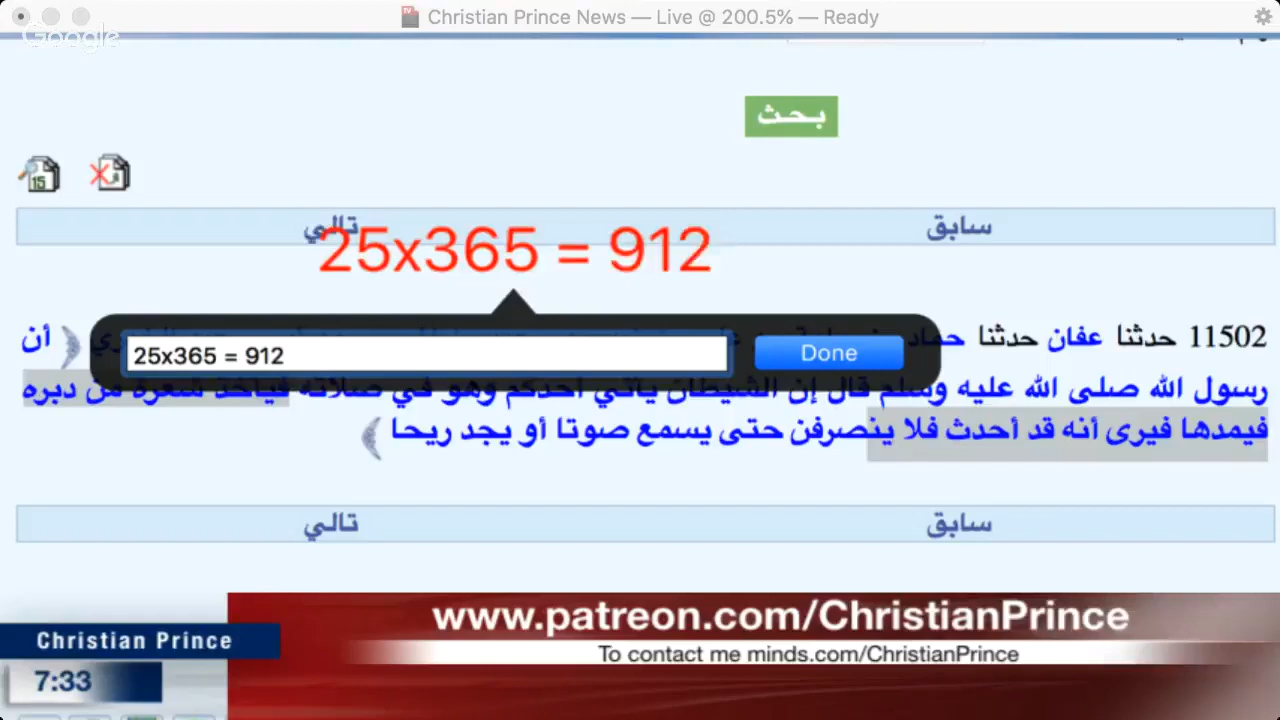 Christian Prince News — Live @ 200.5% — Ready
Google
بحث
15
سابق تالي
25x365 = 912
25x365 = 912
Done
11502 حدثنا عفان حدثنا أن
رسول الله صلى الله عليه وسلم قال إن الشيطان يأتي أحدكم وهو في صلاته فيأخذ شعرة من دبره
فيمدها فيرى أنه قد أحدث فلا ينصرفن حتى يسمع صوتا أو يجد ريحا
سابق تالي
www.patreon.com/ChristianPrince
Christian Prince
To contact me minds.com/ChristianPrince
7:33